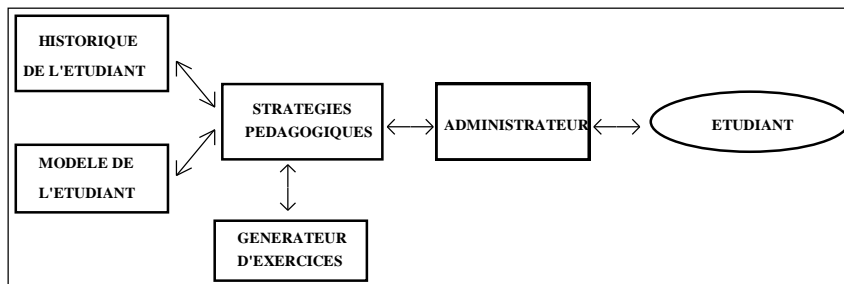 HISTORIQUE
DE L'ETUDIANT
STRATEGIES
PEDAGOGIQUES
ADMINISTRATEUR
ETUDIANT
MODELE DE
L'ETUDIANT
GENERATEUR
D'EXERCICES